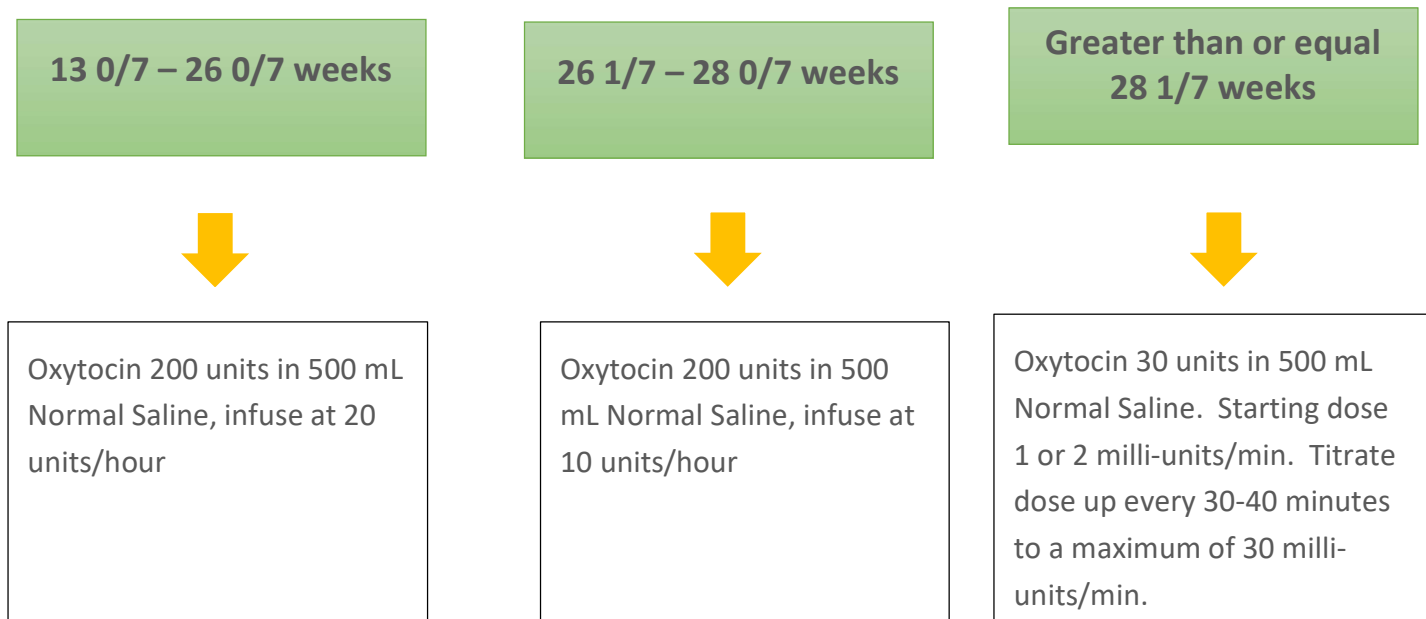 13 0/7 – 26 0/7 weeks
26 1/7 – 28 0/7 weeks
Greater than or equal
28 1/7 weeks
Oxytocin 200 units in 500 mL
Normal Saline, infuse at 20
units/hour
Oxytocin 200 units in 500
mL Normal Saline, infuse at
10 units/hour
Oxytocin 30 units in 500 mL
Normal Saline.  Starting dose
1 or 2 milli-units/min.  Titrate
dose up every 30-40 minutes
to a maximum of 30 milli-
units/min.